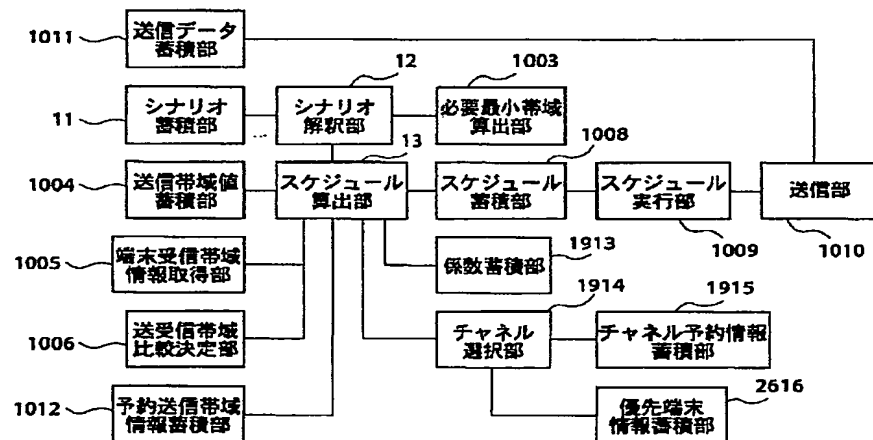 1011
送信データ
蓄積部
12
1003
11
シナリオ
蓄積部
シナリオ
解釈部
必要最小帯域
算出部
13
1008
1004
送信帯域値
蓄積部
スケジュール
算出部
スケジュール
蓄積部
スケジュール
実行部
送信部
1009
1010
1005
端末受信帯域
情報取得部
1913
係数蓄積部
1914
1915
1006
送受信帯域
比較決定部
チャネル
選択部
チャネル予約情報
蓄積部
2616
1012
予約送信帯域
情報蓄積部
優先端末
情報蓄積部